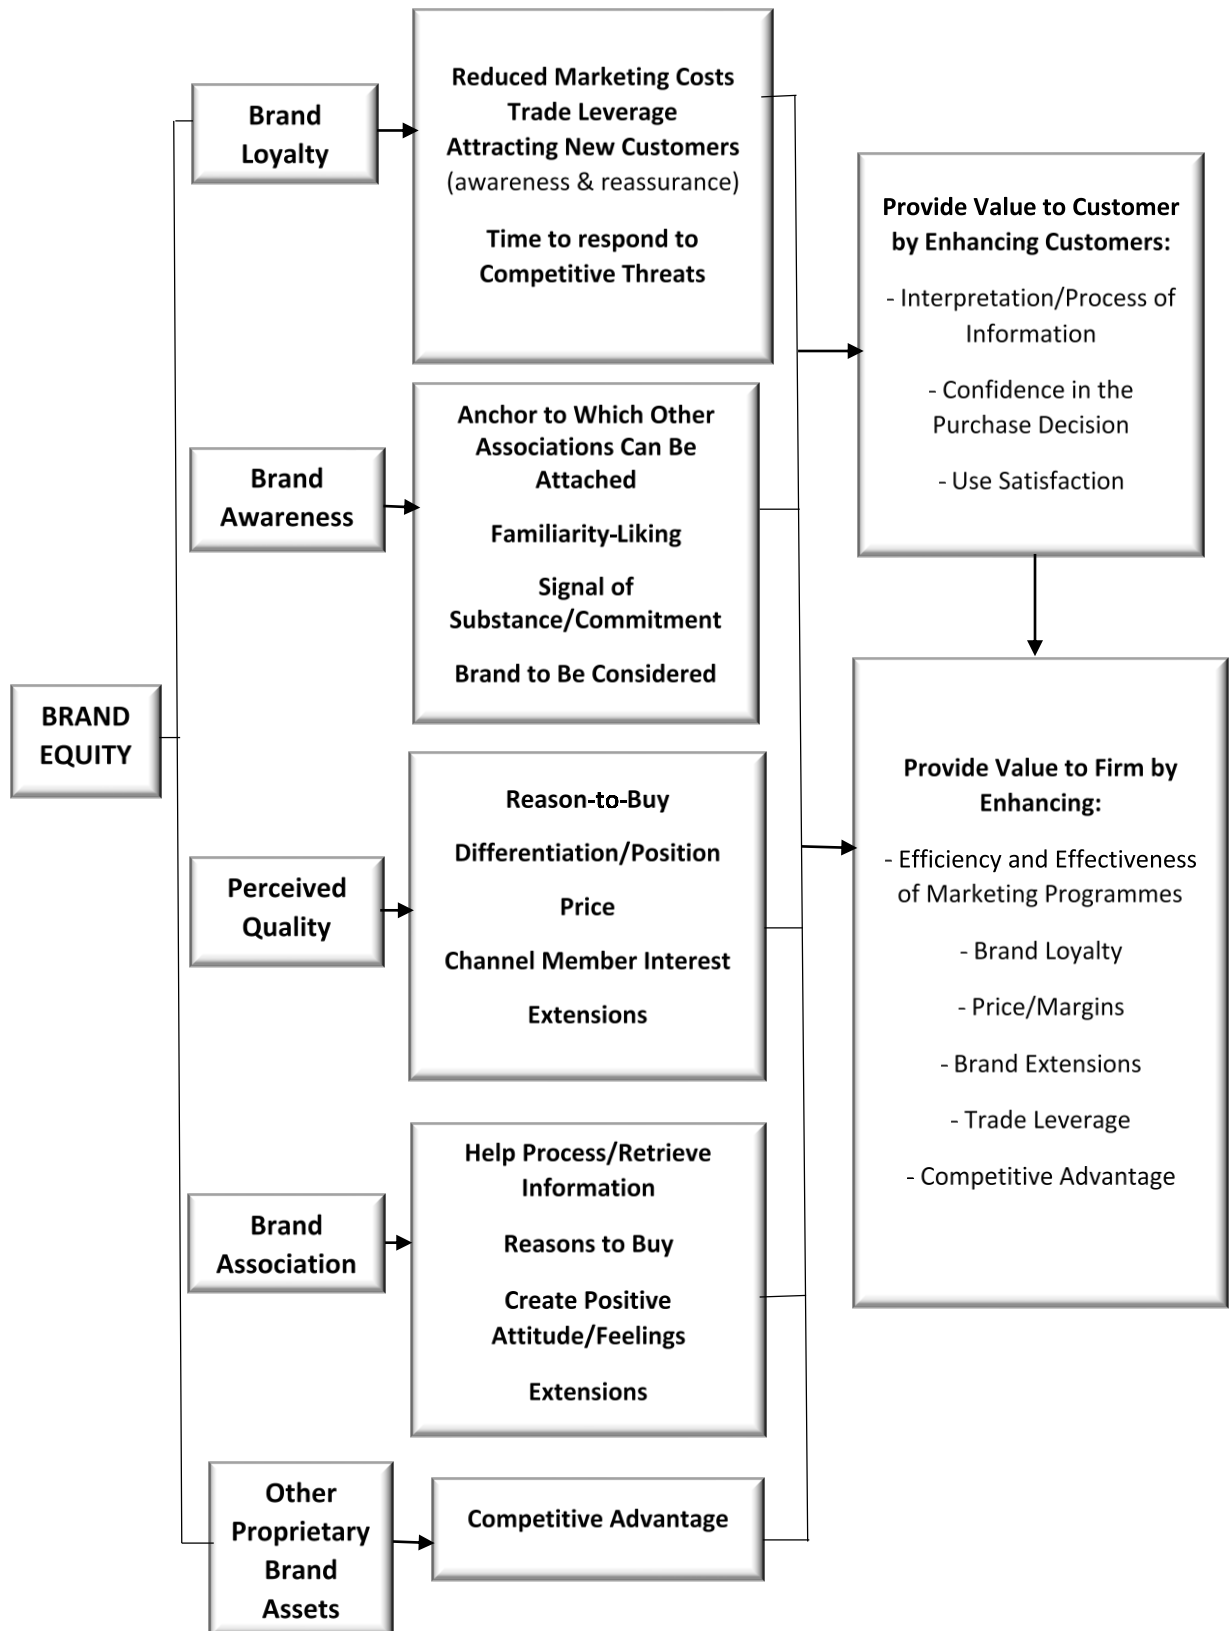 BRAND
EQUITY
Brand
Loyalty
Reduced Marketing Costs
Trade Leverage
Attracting New Customers
(awareness & reassurance)
Time to respond to
Competitive Threats
Brand
Awareness
Anchor to Which Other
Associations Can Be
Attached
Familiarity-Liking
Signal of
Substance/Commitment
Brand to Be Considered
Perceived
Quality
Reason-to-Buy
Differentiation/Position
Price
Channel Member Interest
Extensions
Brand
Association
Help Process/Retrieve
Information
Reasons to Buy
Create Positive
Attitude/Feelings
Extensions
Other
Proprietary
Brand
Assets
Competitive Advantage
Provide Value to Customer
by Enhancing Customers:
- Interpretation/Process of
Information
- Confidence in the
Purchase Decision
- Use Satisfaction
Provide Value to Firm by
Enhancing:
- Efficiency and Effectiveness
of Marketing Programmes
- Brand Loyalty
- Price/Margins
- Brand Extensions
- Trade Leverage
- Competitive Advantage